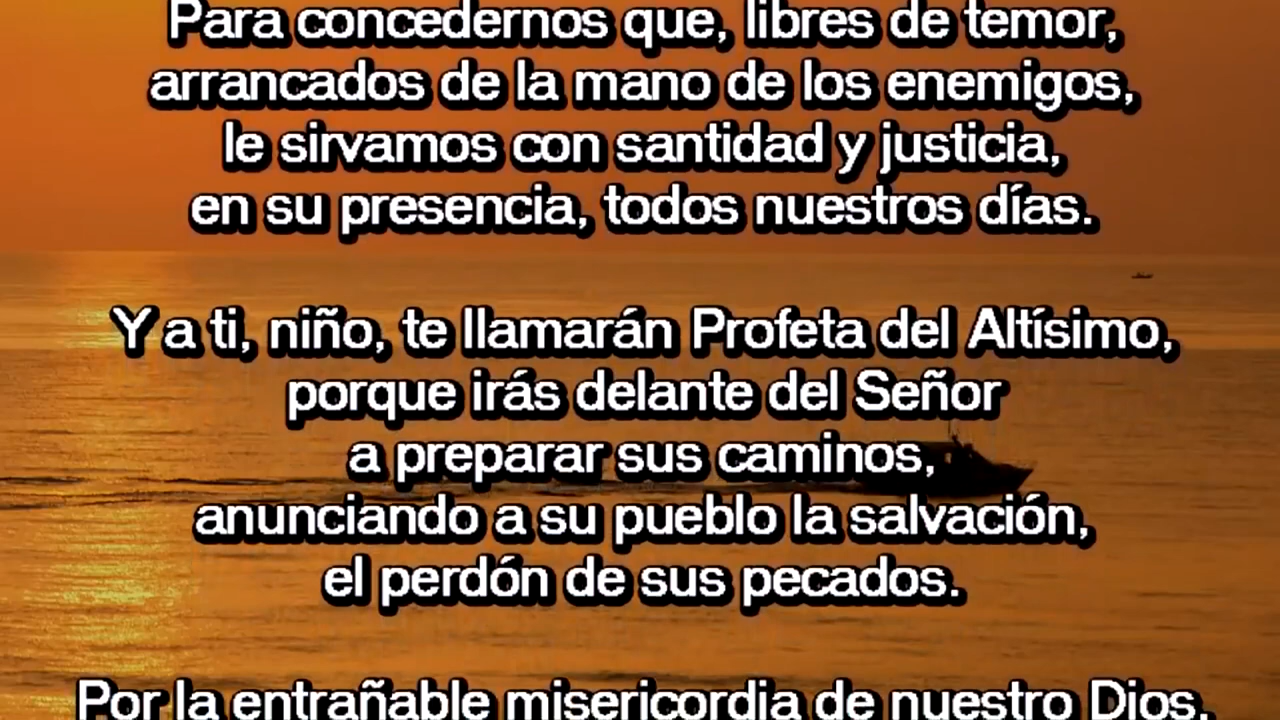 Para concedernos que, libres de temor,
arrancados de la mano de los enemigos,
le sirvamos con santidad y justicia,
en su presencia, todos nuestros días.
Y a ti, niño, te llamarán Profeta del Altísimo,
porque irás delante del Señor
a preparar sus caminos,
anunciando a su pueblo la salvación,
el perdón de sus pecados.
Por la entrañable misericordia de nuestro Dios,